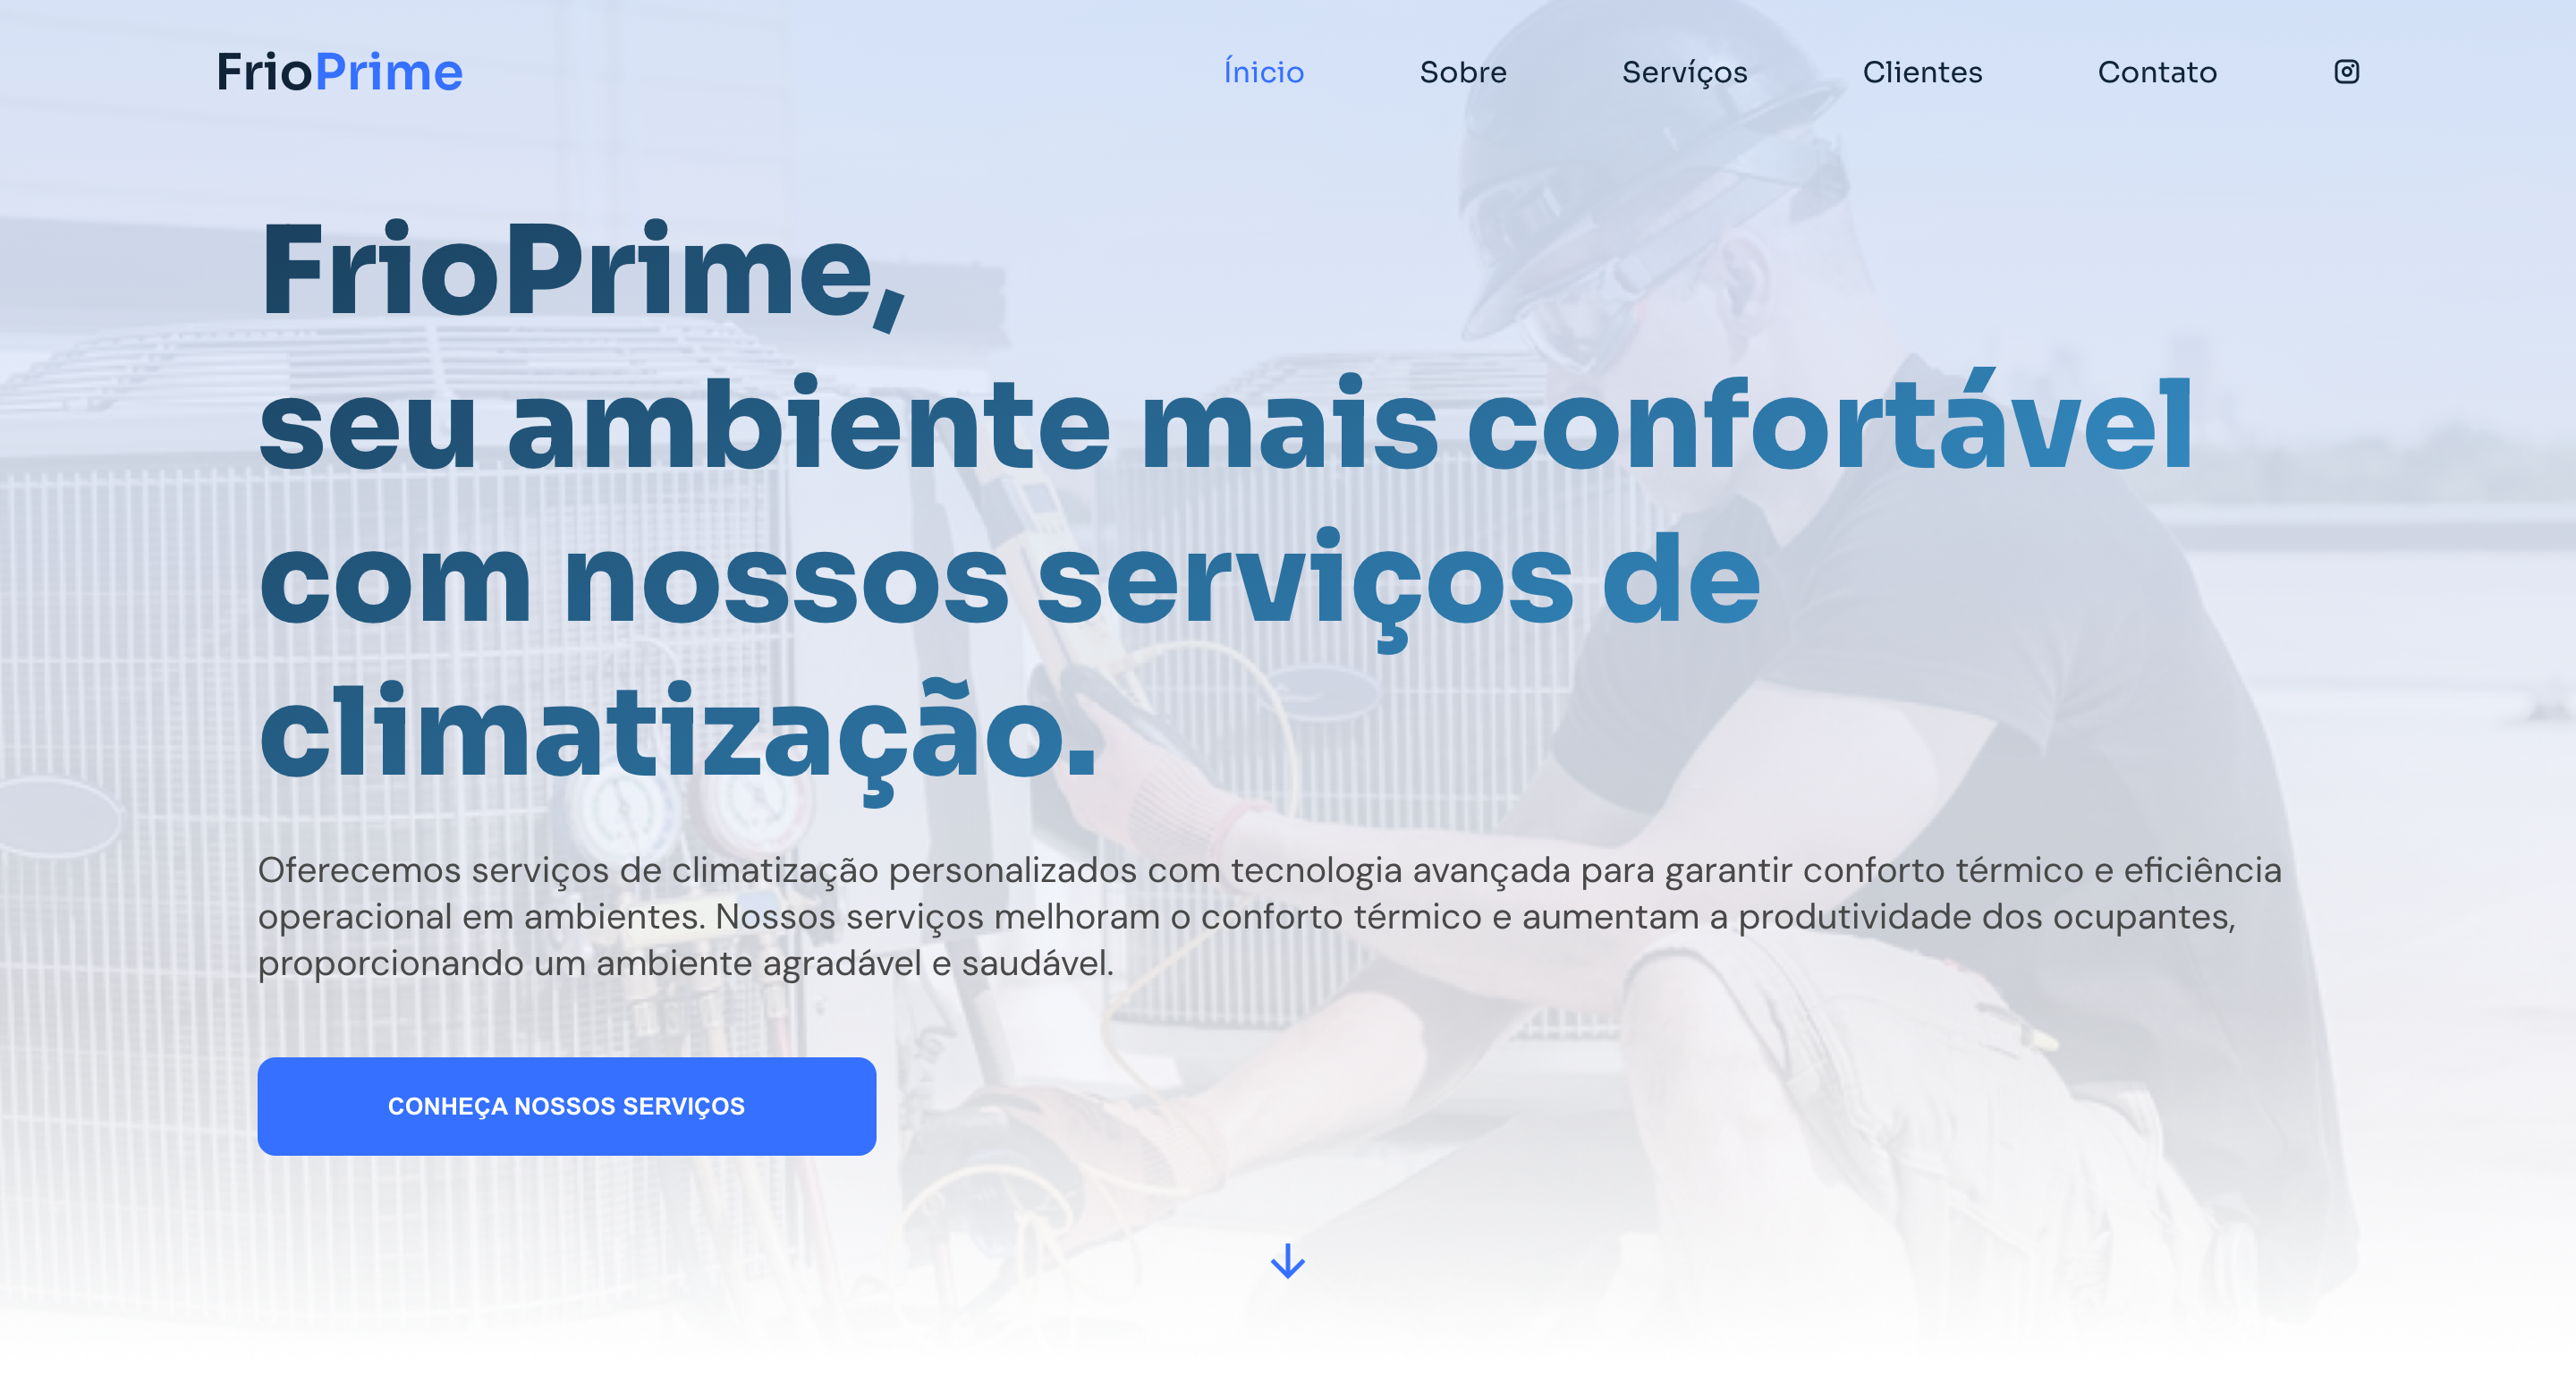 FrioPrime
Ínicio
Sobre
Servíços
Clientes
Contato
FrioPrime,
seu ambiente mais confortável
com nossos serviços de
climatização.
Oferecemos serviços de climatização personalizados com tecnologia avançada para garantir conforto térmico e eficiência
operacional em ambientes. Nossos serviços melhoram o conforto térmico e aumentam a produtividade dos ocupantes,
proporcionando um ambiente agradável e saudável.
CONHEÇA NOSSOS SERVIÇOS